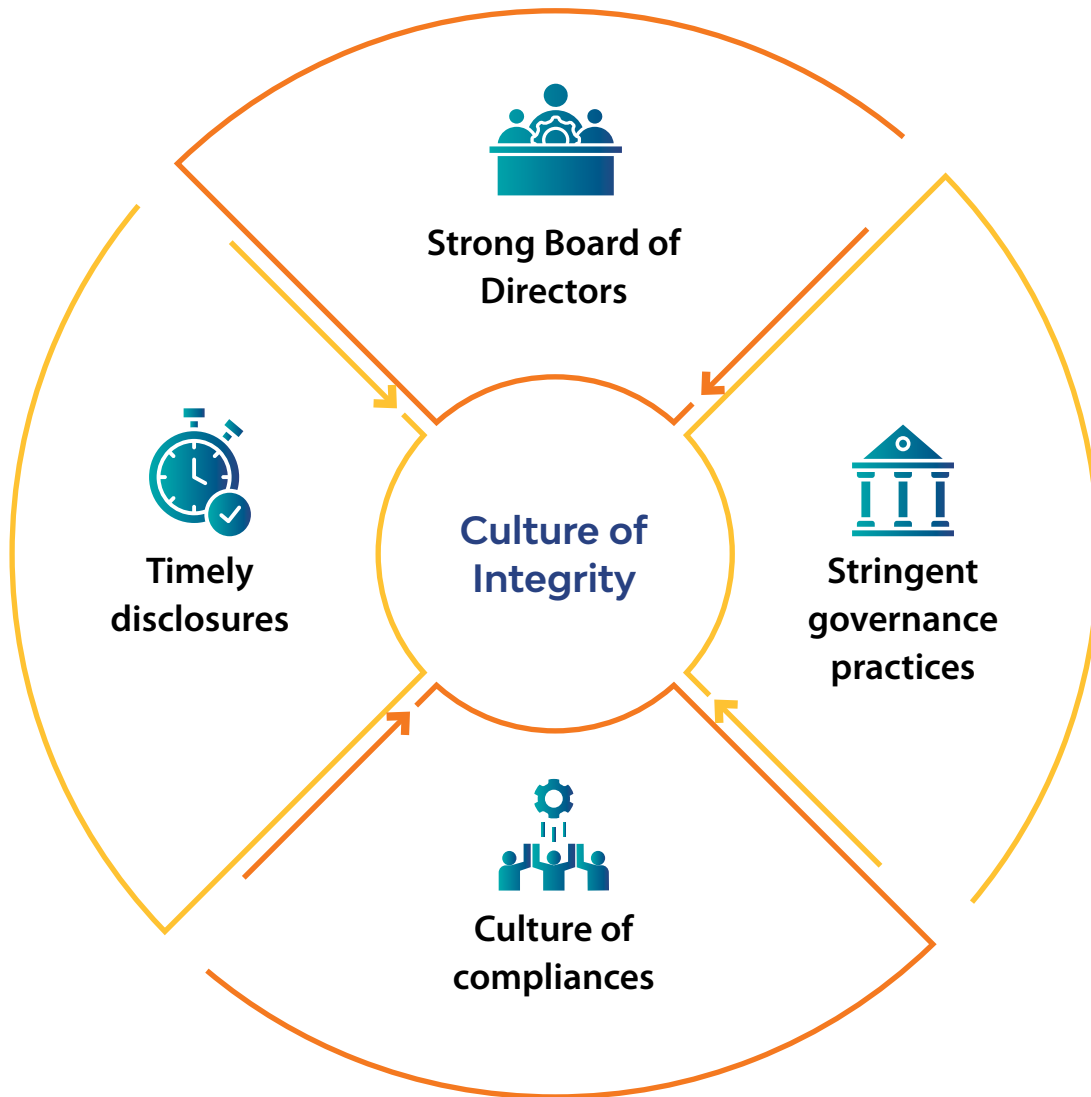 Strong Board of
Directors
Timely
disclosures
Culture of
Integrity
Stringent
governance
practices
Culture of
compliances